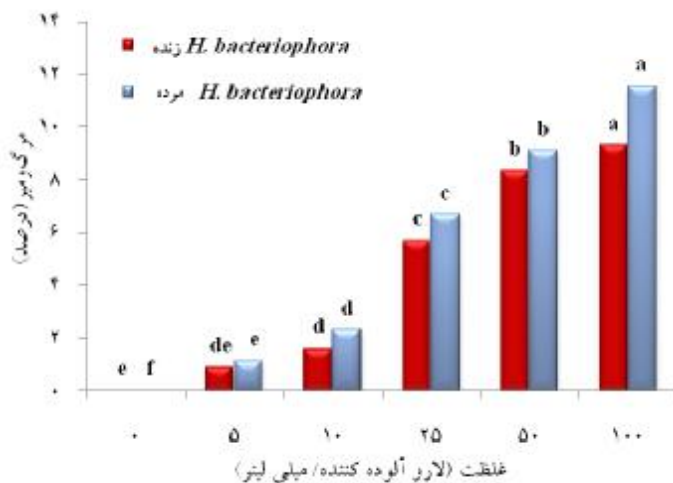 ۱۴
۱۲
۱۰
۸
۶
۴
۲
۰
مرگ‌ومیر (درصد)
زنده H. bacteriophora
مرده H. bacteriophora
e f
de e
d d
c c
b b
a a
۰ ۵ ۱۰ ۲۵ ۵۰ ۱۰۰
غلظت (لارو آلوده کننده/ میلی لیتر)